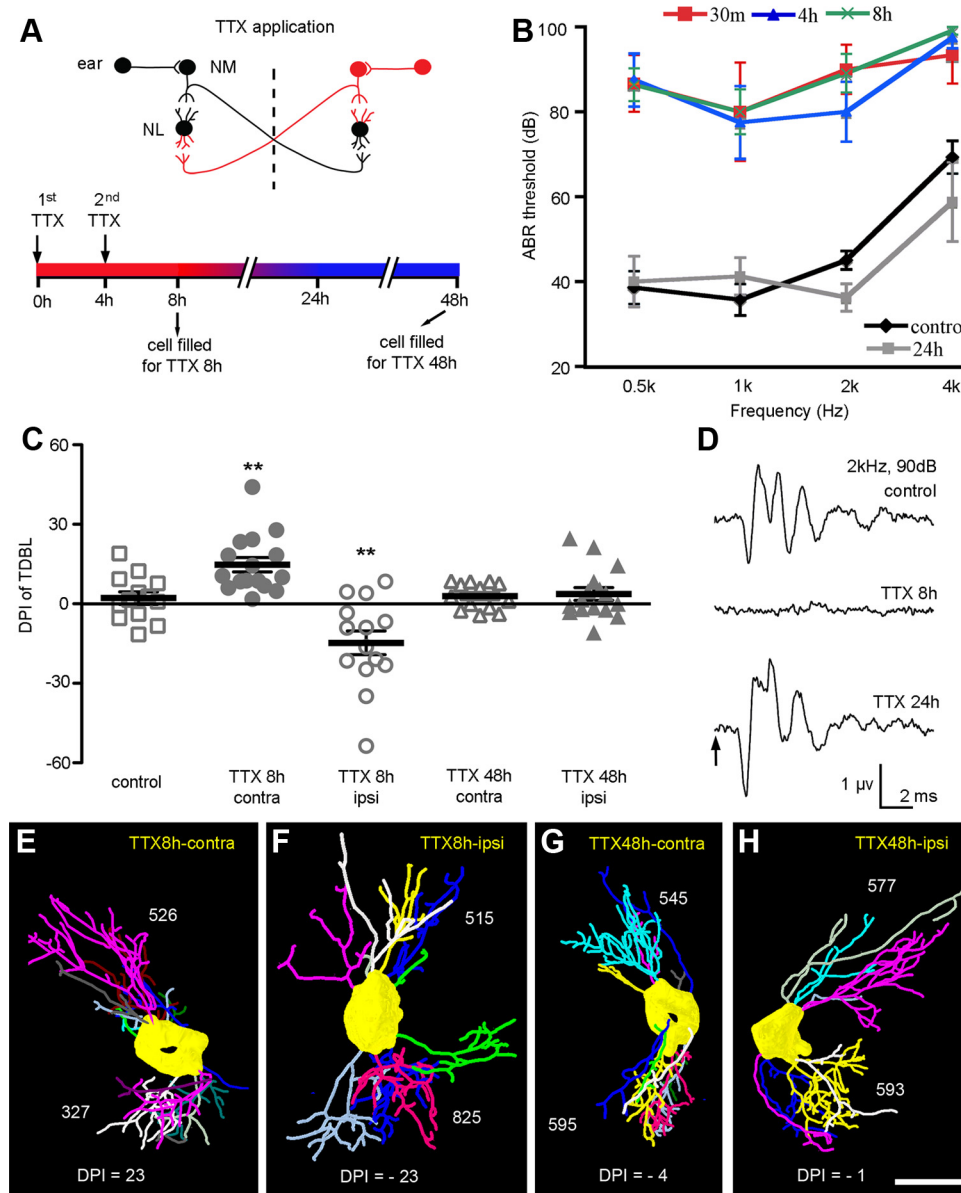 A
TTX application
ear
NM
NL
1st
TTX
2nd
TTX
0h
4h
8h
24h
48h
cell filled
for TTX 8h
cell filled
for TTX 48h
B
30m
4h
8h
ABR threshold (dB)
100
80
60
40
20
control
24h
0.5k
1k
2k
4k
Frequency (Hz)
C
DPI of TDBL
60
30
0
-30
-60
**
**
control
TTX 8h
contra
TTX 8h
ipsi
TTX 48h
contra
TTX 48h
ipsi
D
2kHz, 90dB
control
TTX 8h
TTX 24h
1 μv
2 ms
E
TTX8h-contra
526
327
DPI = 23
F
TTX8h-ipsi
515
825
DPI = - 23
G
TTX48h-contra
545
595
DPI = - 4
H
TTX48h-ipsi
577
593
DPI = - 1